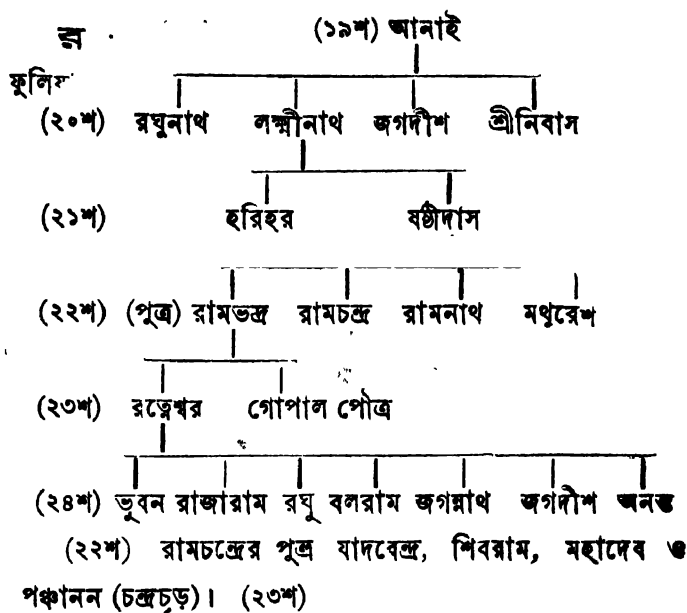 র
(১৯শ) আনাই
ফুলিয়
(২০শ) রঘুনাথ লক্ষ্মীনাথ জগদীশ শ্রীনিবাস
(২১শ) হরিহর ষষ্ঠীদাস
(২২শ) (পুত্র) রামভদ্র রামচন্দ্র রামনাথ মথুরেশ
(২৩শ) রত্নেশ্বর গোপাল পৌত্র
(২৪শ) ভুবন রাজারাম রঘু বলরাম জগন্নাথ জগদীশ অনন্ত
(২২শ) রামচন্দ্রের পুত্র যাদবেন্দ্র, শিবরাম, মহাদেব ও
পঞ্চানন (চন্দ্রচূড়)। (২৩শ)